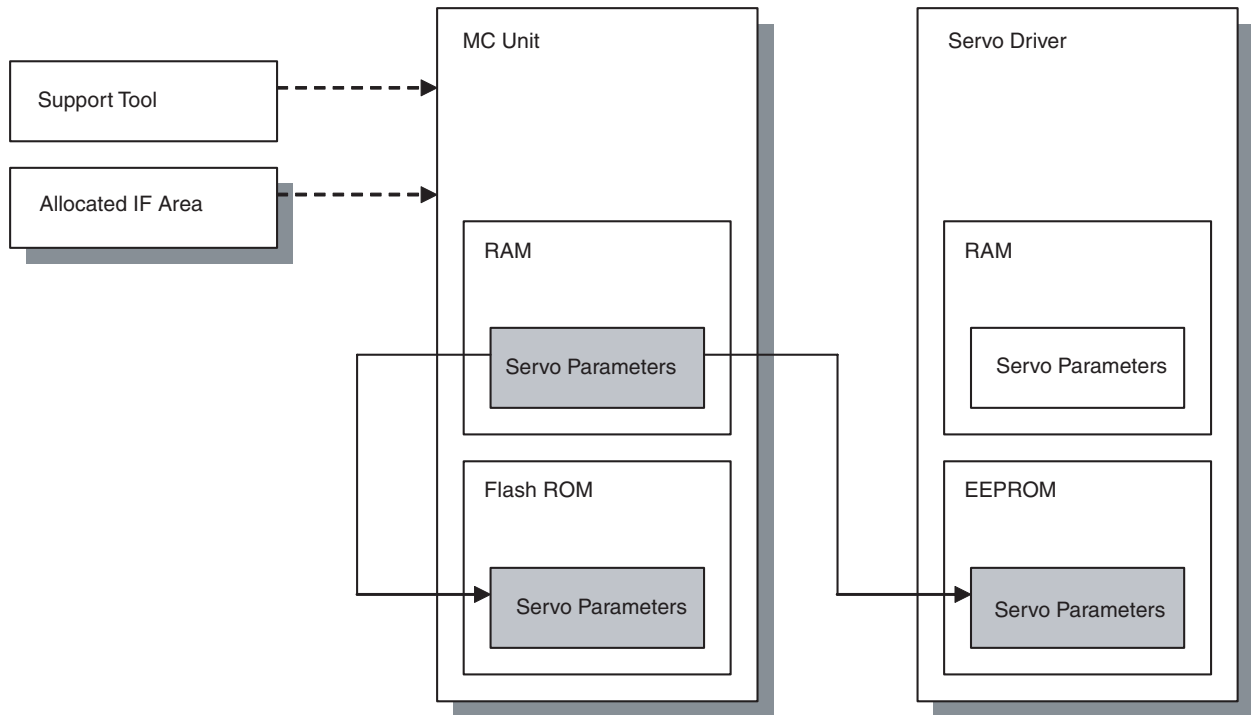 MC Unit
Servo Driver
Support Tool
Allocated IF Area
RAM
RAM
Servo Parameters
Servo Parameters
Flash ROM
EEPROM
Servo Parameters
Servo Parameters